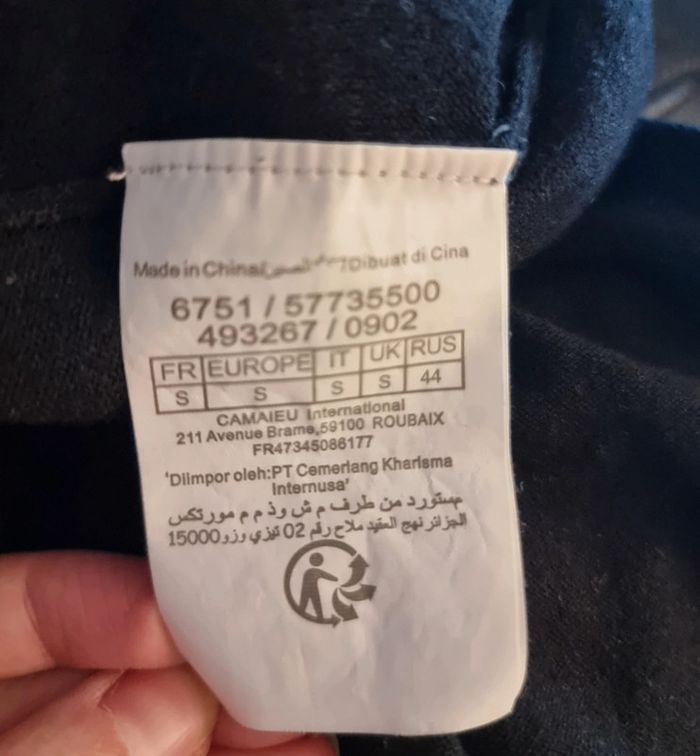 Made in China/ /Dibuat di Cina
6751 / 57735500
493267 / 0902
FR EUROPE IT UK RUS
S S S S 44
CAMAIEU International
211 Avenue Brame,59100 ROUBAIX
FR47345086177
'Diimpor oleh:PT Cemerlang Kharisma
Internusa'
مستورد من طرف م ش وذ م م مورتكس
الجزائر نهج العقيد ملاح رقم 02 تيزي وزو 15000